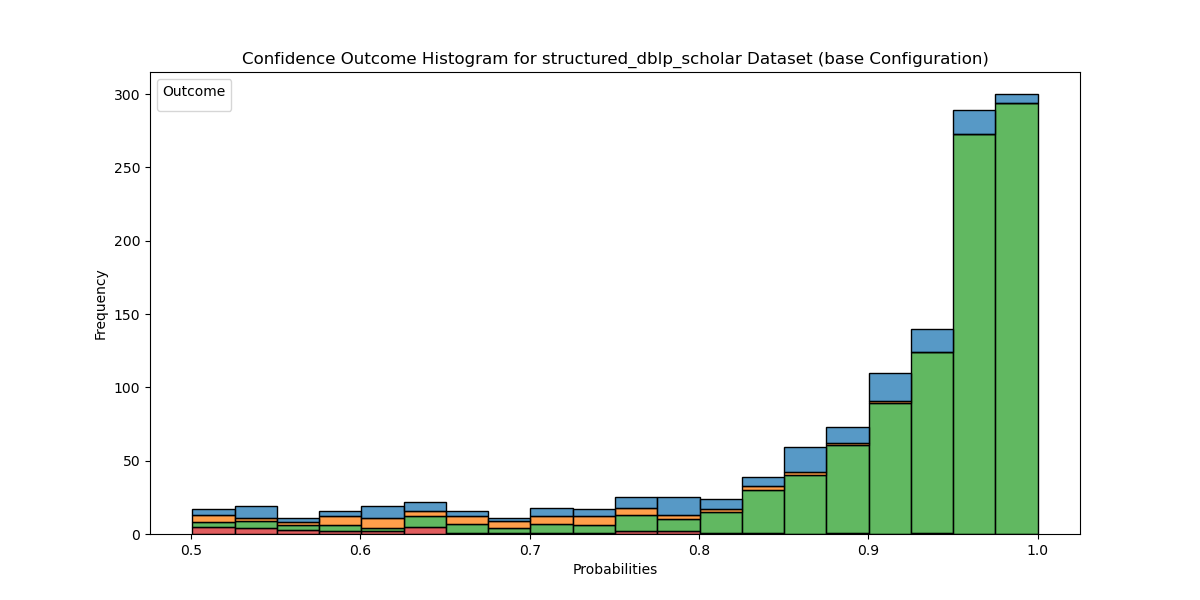 Confidence Outcome Histogram for structured_dblp_scholar Dataset (base Configuration)
Outcome
300
250
200
150
100
50
0
Frequency
0.5 0.6 0.7 0.8 0.9 1.0
Probabilities